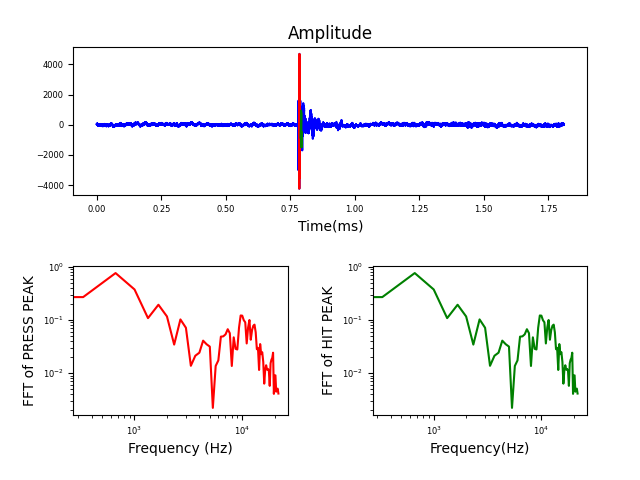 Amplitude
4000
2000
0
−2000
−4000
0.00 0.25 0.50 0.75 1.00 1.25 1.50 1.75
Time(ms)
FFT of PRESS PEAK
10⁰
10⁻¹
10⁻²
10³ 10⁴
Frequency (Hz)
FFT of HIT PEAK
10⁰
10⁻¹
10⁻²
10³ 10⁴
Frequency(Hz)